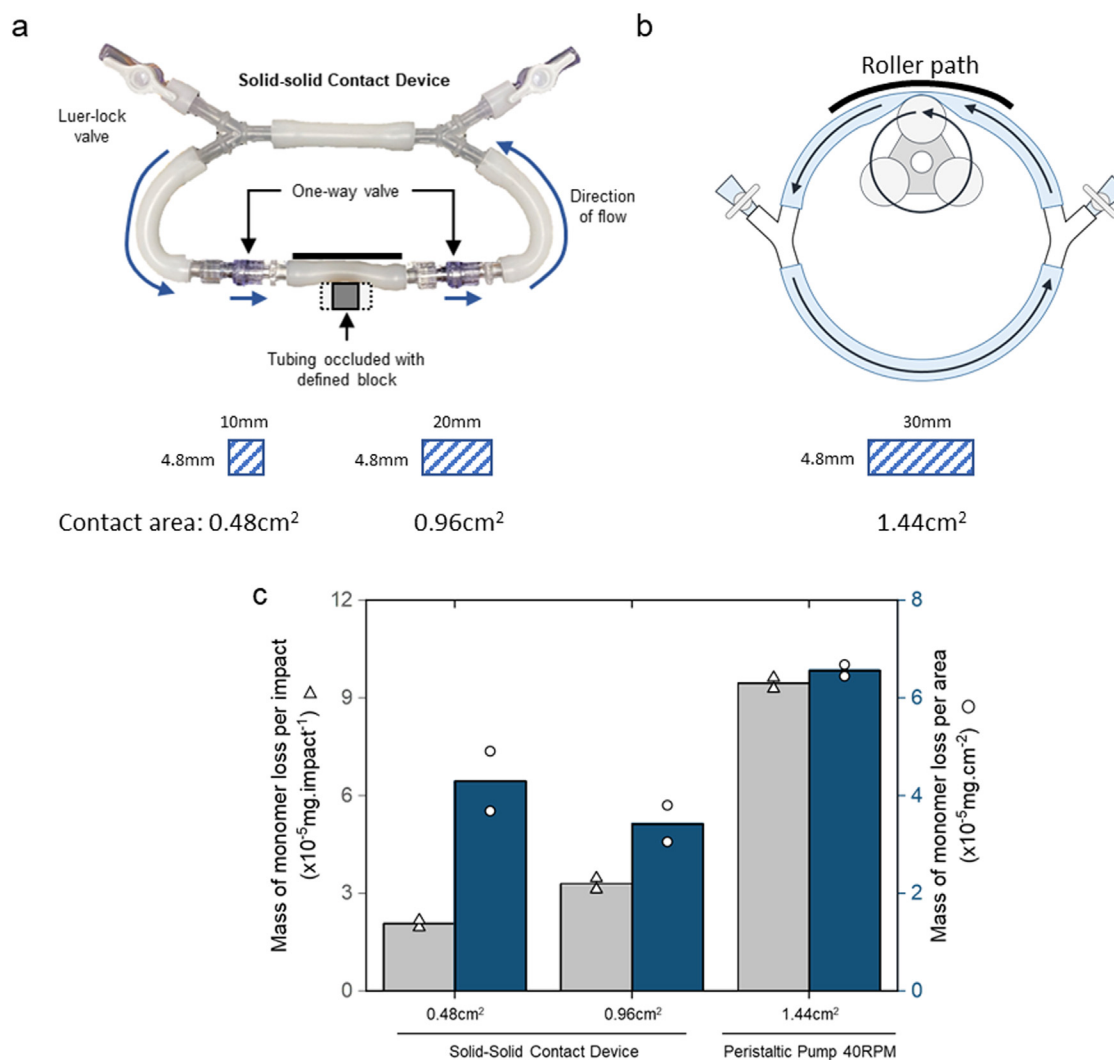 a
Solid-solid Contact Device
Luer-lock
valve
One-way valve
Direction
of flow
Tubing occluded with
defined block
b
Roller path
10mm
4.8mm
20mm
4.8mm
30mm
4.8mm
Contact area: 0.48cm²
0.96cm²
1.44cm²
c
Mass of monomer loss per impact
(x10⁻⁵mg.impact⁻¹)
12
9
6
3
0
8
6
4
2
0
Mass of monomer loss per area
(x10⁻⁵mg.cm⁻²)
0.48cm²
0.96cm²
1.44cm²
Solid-Solid Contact Device
Peristaltic Pump 40RPM